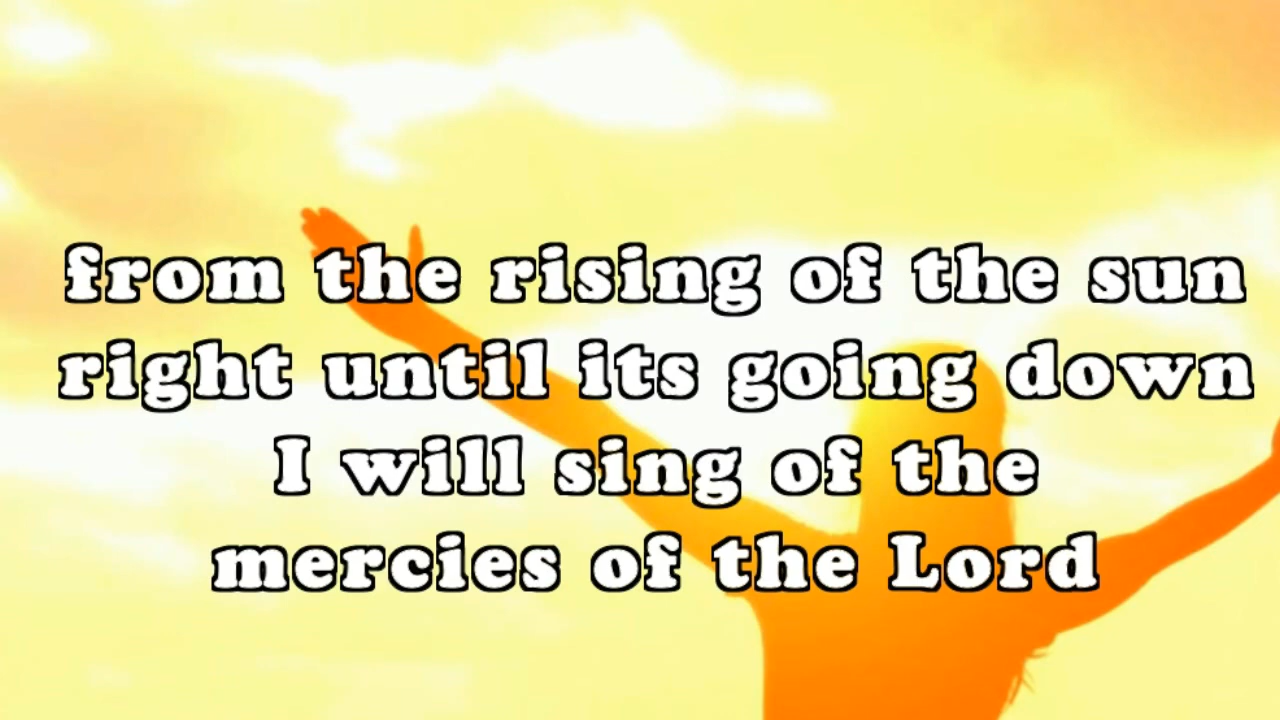 from the rising of the sun
right until its going down
I will sing of the
mercies of the Lord